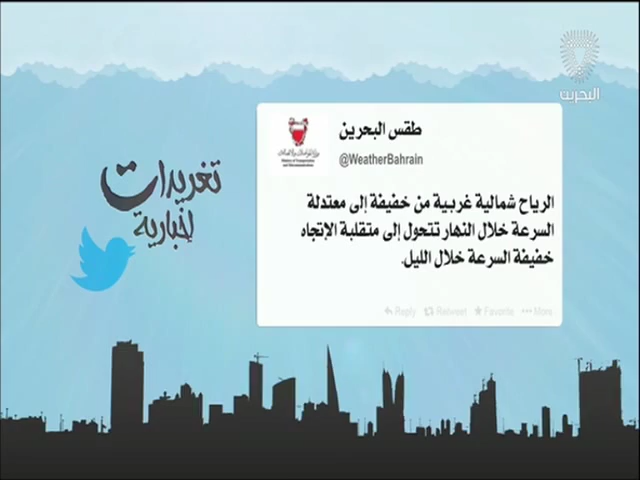 البحرين
تغريدات
إخبارية
طقس البحرين
@WeatherBahrain
الرياح شمالية غربية من خفيفة إلى معتدلة
السرعة خلال النهار تتحول إلى متقلبة الإتجاه
خفيفة السرعة خلال الليل.
Reply Retweet Favorite More